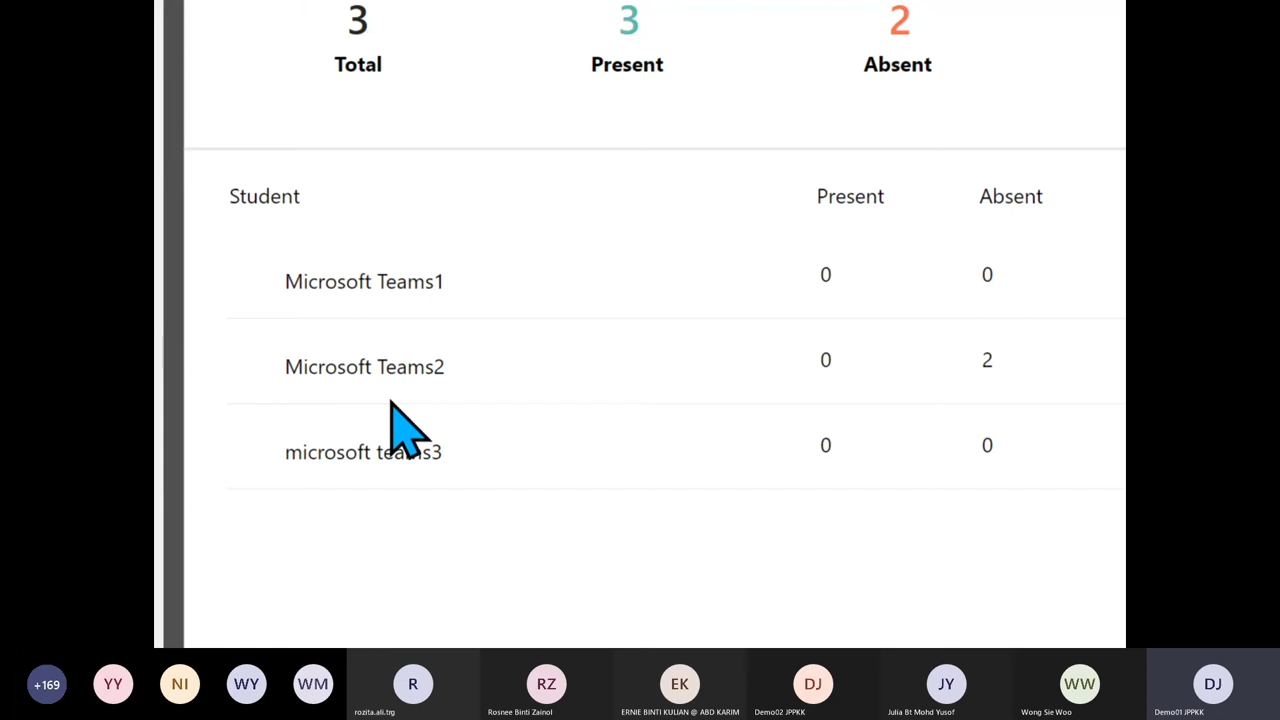 3 3 2
Total Present Absent
Student Present Absent
Microsoft Teams1 0 0
Microsoft Teams2 0 2
microsoft teams3 0 0
+169 YY NI WY WM R RZ EK DJ JY WW DJ
rozita.ali.trg Rosnee Binti Zainol ERNIE BINTI KULIAN @ ABD KARIM Demo02 JPPKK Julia Bt Mohd Yusof Wong Sie Woo Demo01 JPPKK